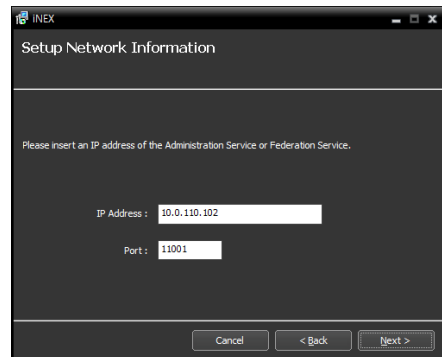 iNEX
Setup Network Information
Please insert an IP address of the Administration Service or Federation Service.
IP Address : 10.0.110.102
Port : 11001
Cancel < Back Next >